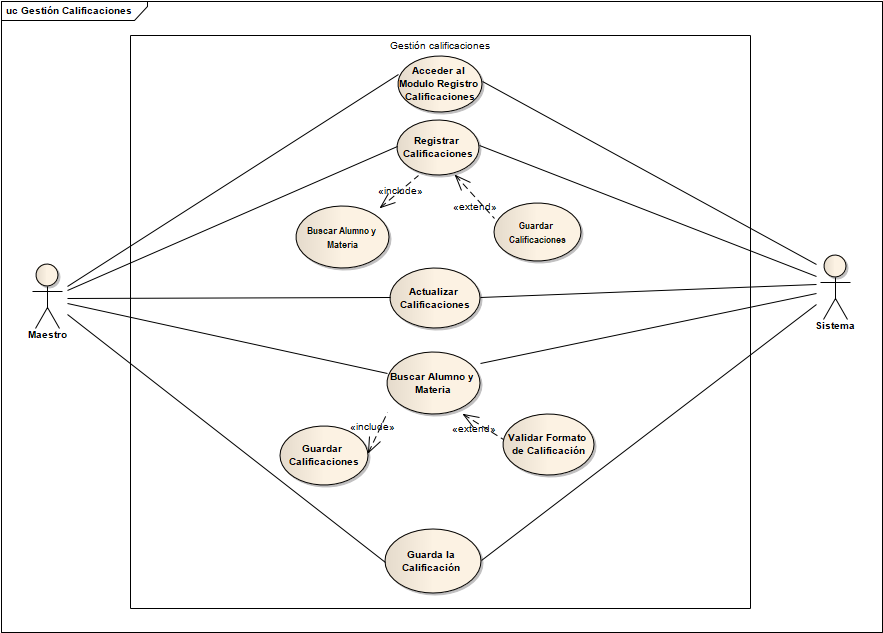 uc Gestión Calificaciones
Gestión calificaciones
Acceder al
Modulo Registro
Calificaciones
Registrar
Calificaciones
«include»
«extend»
Buscar Alumno y
Materia
Guardar
Calificaciones
Actualizar
Calificaciones
Maestro
Sistema
Buscar Alumno y
Materia
«include»
«extend»
Guardar
Calificaciones
Validar Formato
de Calificación
Guarda la
Calificación